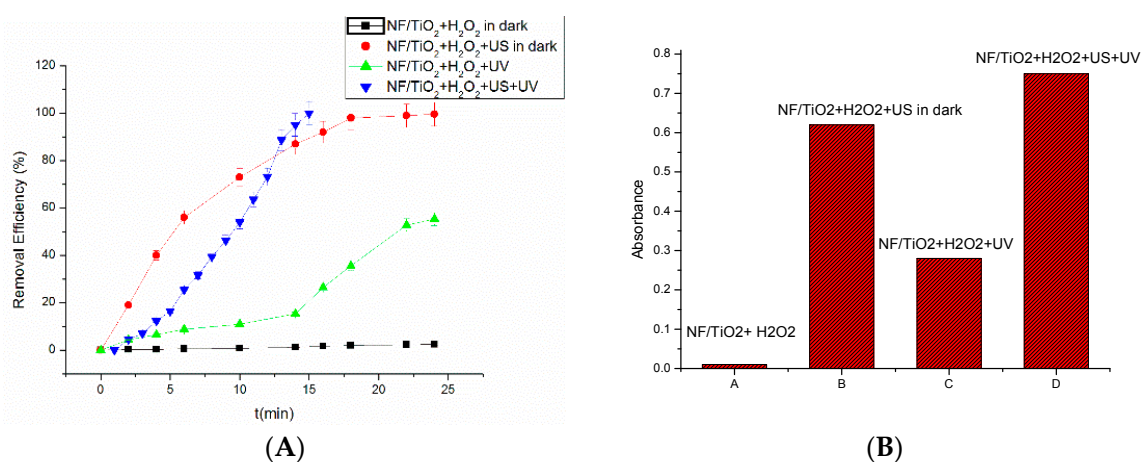 NF/TiO₂+H₂O₂ in dark
NF/TiO₂+H₂O₂+US in dark
NF/TiO₂+H₂O₂+UV
NF/TiO₂+H₂O₂+US+UV
120
100
80
60
40
20
0
Removal Efficiency (%)
0 5 10 15 20 25
t(min)
(A)
0.8
0.7
0.6
0.5
0.4
0.3
0.2
0.1
0.0
Absorbance
NF/TiO2+H2O2+US+UV
NF/TiO2+H2O2+US in dark
NF/TiO2+H2O2+UV
NF/TiO2+ H2O2
A B C D
(B)